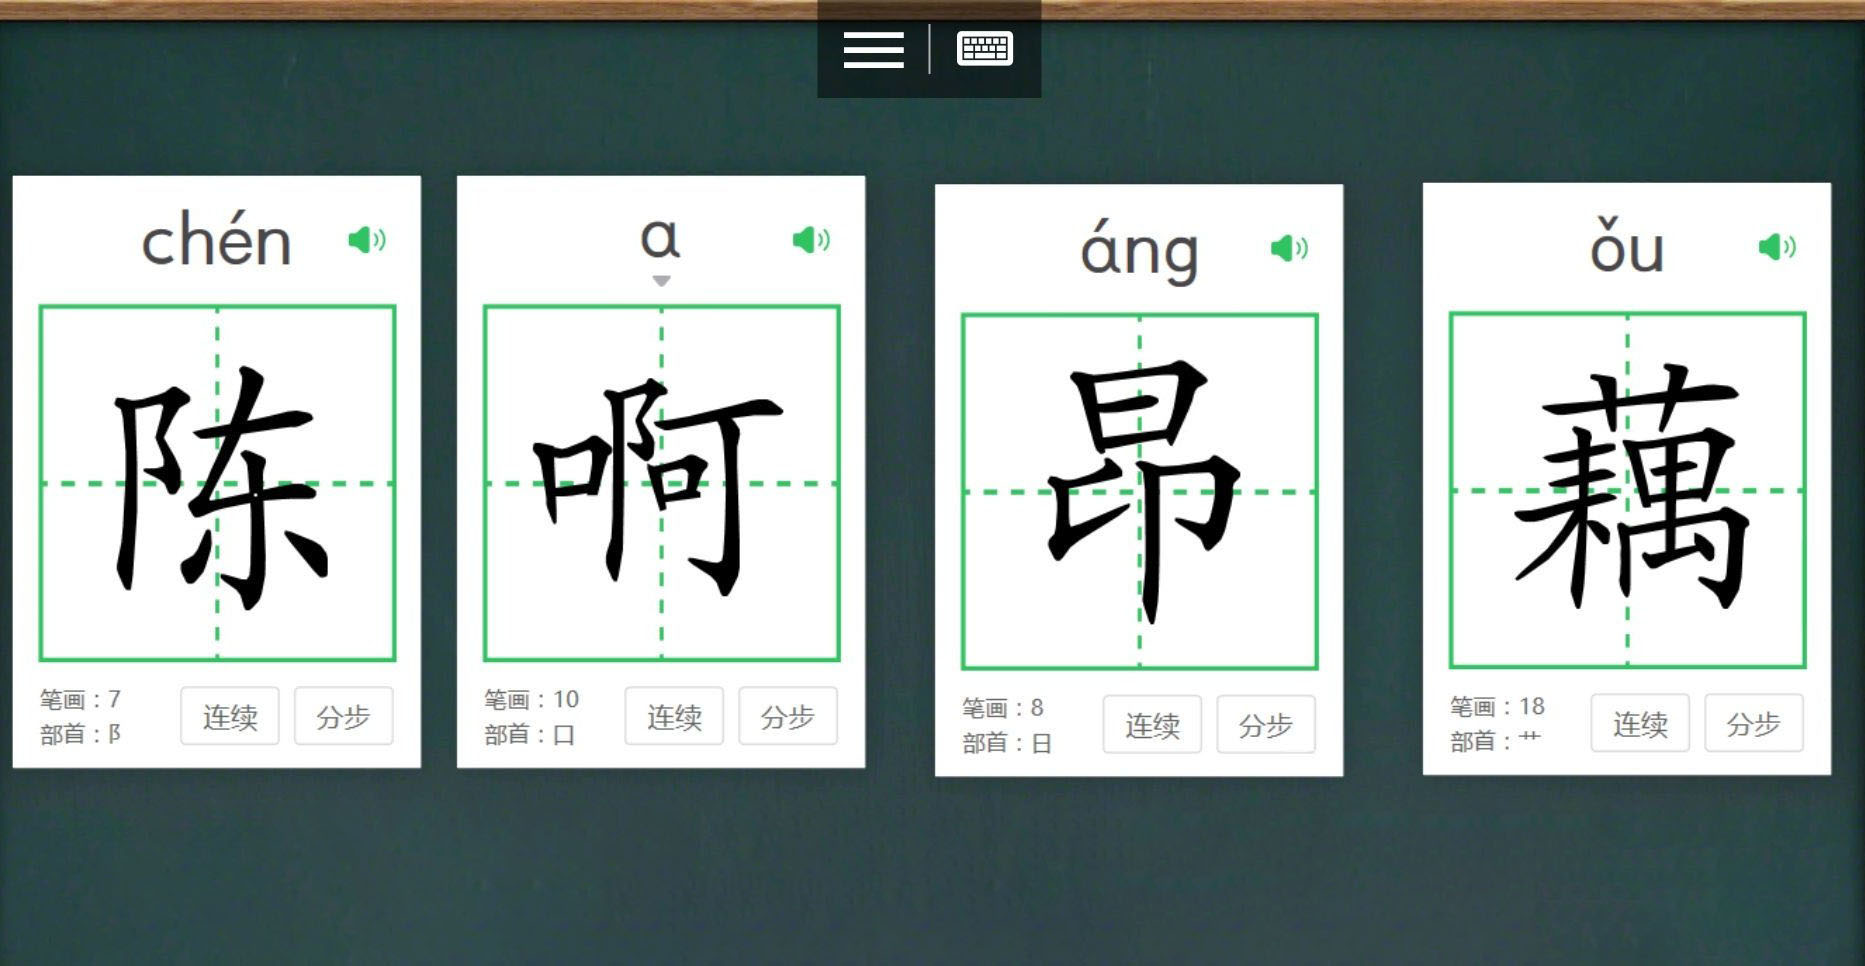 chén
陈
笔画：7
部首：阝
连续
分步
ɑ
啊
笔画：10
部首：口
连续
分步
áng
昂
笔画：8
部首：日
连续
分步
ǒu
藕
笔画：18
部首：艹
连续
分步